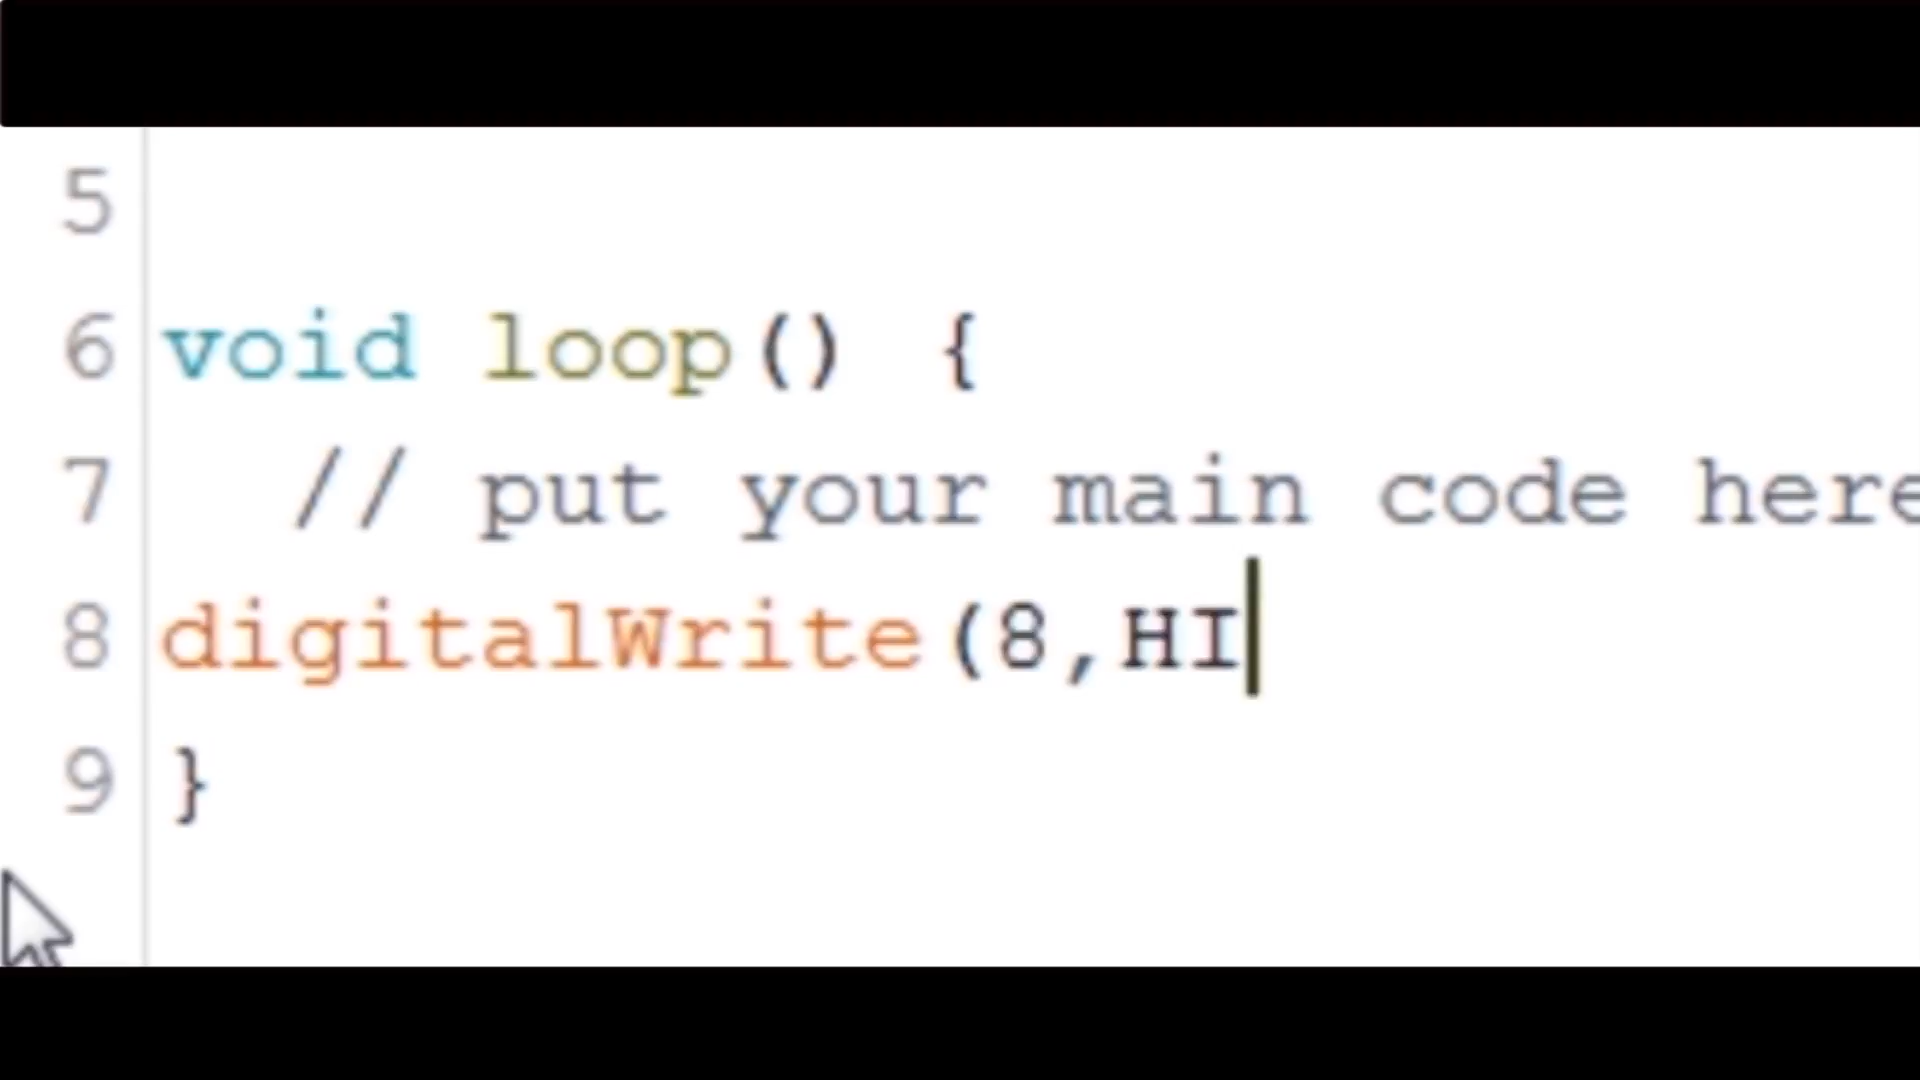 5
6 void loop() {
7 // put your main code here
8 digitalWrite(8,HI
9 }